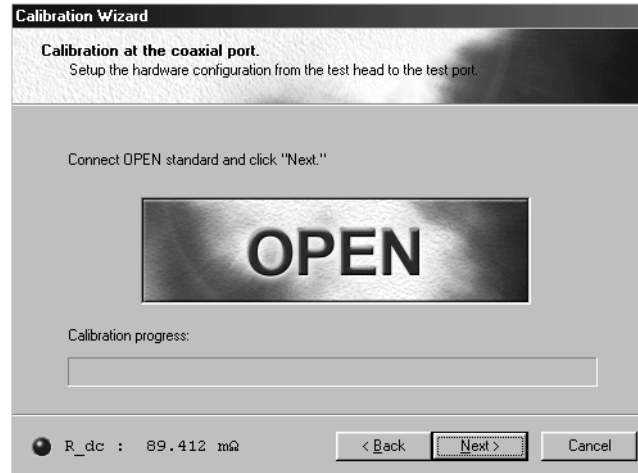 Calibration Wizard
Calibration at the coaxial port.
Setup the hardware configuration from the test head to the test port.
Connect OPEN standard and click "Next."
OPEN
Calibration progress:
R_dc : 89.412 mΩ
< Back
Next >
Cancel